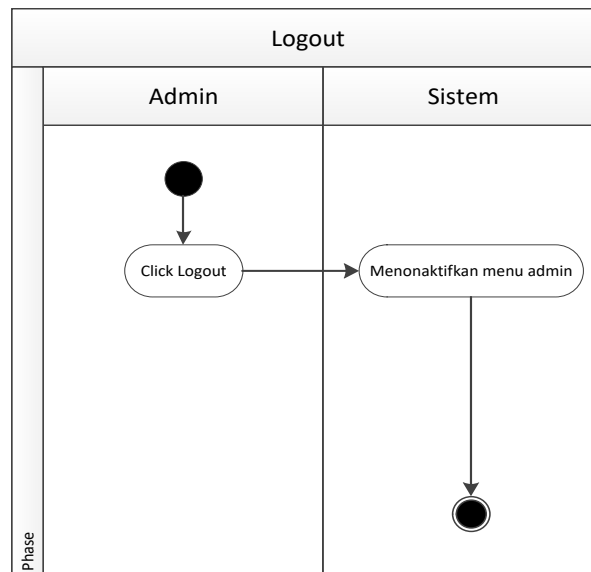 Logout
Admin
Sistem
Click Logout
Menonaktifkan menu admin
Phase